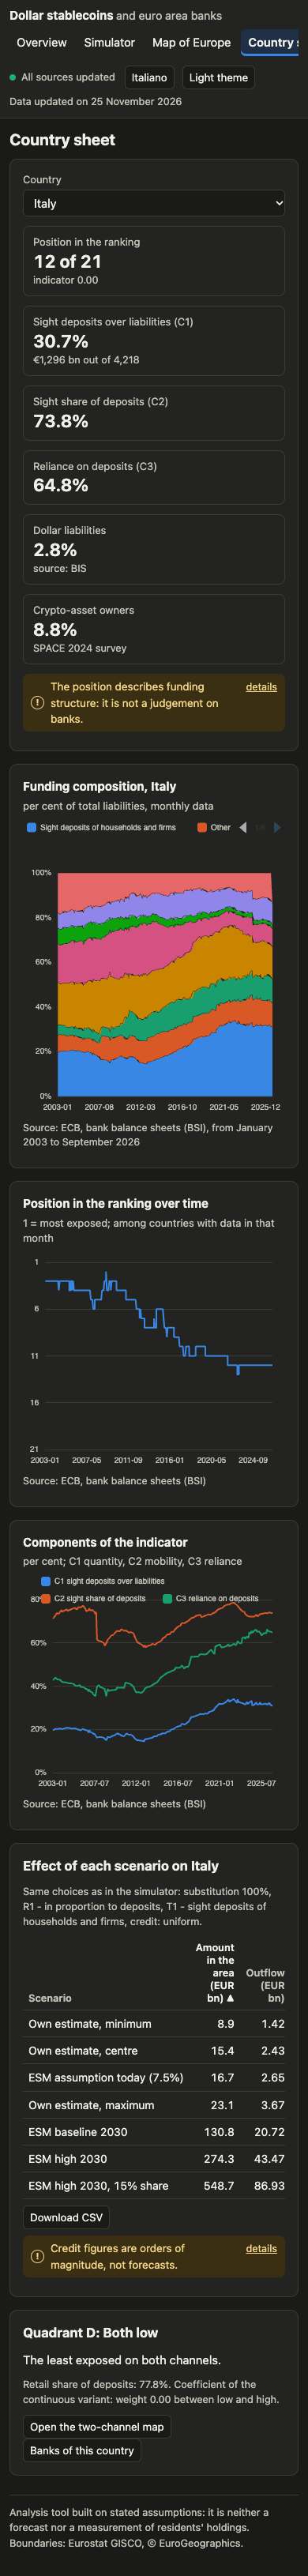 Dollar stablecoins and euro area banks
Overview Simulator Map of Europe Country s
All sources updated Italiano Light theme
Data updated on 25 November 2026
Country sheet
Country
Italy
Position in the ranking
12 of 21
indicator 0.00
Sight deposits over liabilities (C1)
30.7%
€1,296 bn out of 4,218
Sight share of deposits (C2)
73.8%
Reliance on deposits (C3)
64.8%
Dollar liabilities
2.8%
source: BIS
Crypto-asset owners
8.8%
SPACE 2024 survey
The position describes funding details
structure: it is not a judgement on
banks.
Funding composition, Italy
per cent of total liabilities, monthly data
Sight deposits of households and firms Other
100%
80%
60%
40%
20%
0%
2003-01 2007-08 2012-03 2016-10 2021-05 2025-12
Source: ECB, bank balance sheets (BSI), from January
2003 to September 2026
Position in the ranking over time
1 = most exposed; among countries with data in that
month
1
6
11
16
21
2003-01 2007-05 2011-09 2016-01 2020-05 2024-09
Source: ECB, bank balance sheets (BSI)
Components of the indicator
per cent; C1 quantity, C2 mobility, C3 reliance
C1 sight deposits over liabilities
C2 sight share of deposits C3 reliance on deposits
80%
60%
40%
20%
0%
2003-01 2007-07 2012-01 2016-07 2021-01 2025-07
Source: ECB, bank balance sheets (BSI)
Effect of each scenario on Italy
Same choices as in the simulator: substitution 100%,
R1 - in proportion to deposits, T1 - sight deposits of
households and firms, credit: uniform.
Amount
in the
area Outflow
(EUR (EUR
Scenario bn) ▲ bn)
Own estimate, minimum 8.9 1.42
Own estimate, centre 15.4 2.43
ESM assumption today (7.5%) 16.7 2.65
Own estimate, maximum 23.1 3.67
ESM baseline 2030 130.8 20.72
ESM high 2030 274.3 43.47
ESM high 2030, 15% share 548.7 86.93
Download CSV
Credit figures are orders of details
magnitude, not forecasts.
Quadrant D: Both low
The least exposed on both channels.
Retail share of deposits: 77.8%. Coefficient of the
continuous variant: weight 0.00 between low and high.
Open the two-channel map
Banks of this country
Analysis tool built on stated assumptions: it is neither a
forecast nor a measurement of residents' holdings.
Boundaries: Eurostat GISCO, © EuroGeographics.